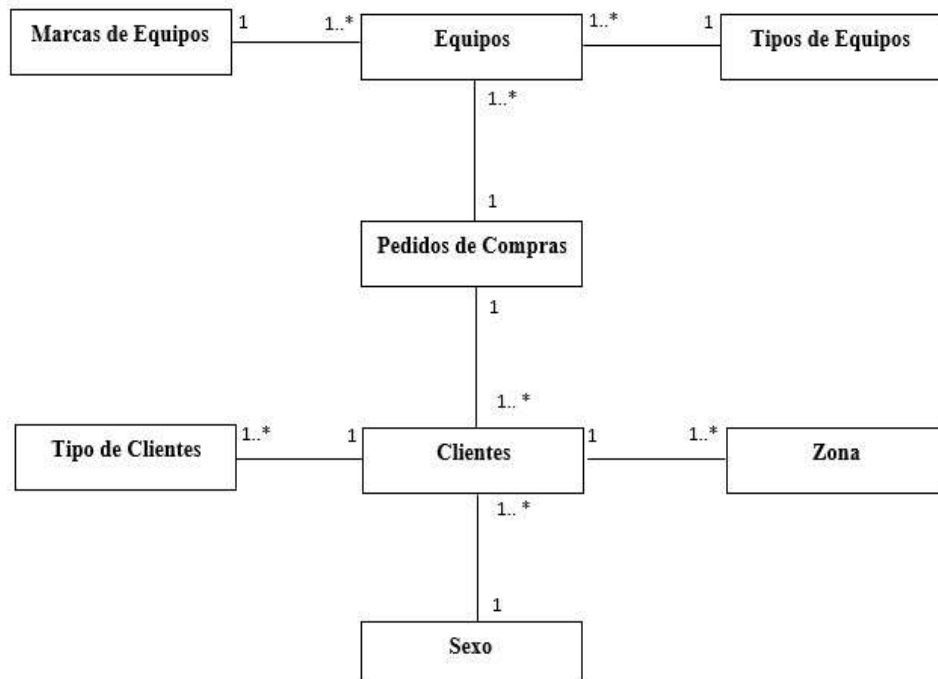 Marcas de Equipos
1
1..*
Equipos
1..*
1
Tipos de Equipos
1..*
1
Pedidos de Compras
1
1.. *
Tipo de Clientes
1..*
1
Clientes
1
1..*
Zona
1.. *
1
Sexo